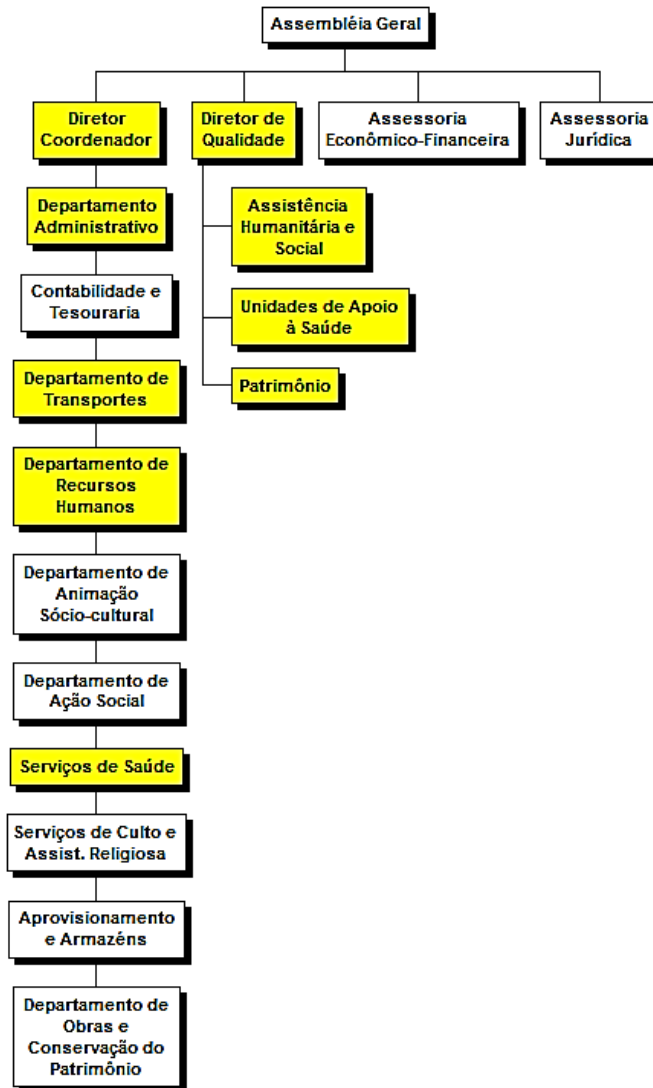 Assembléia Geral
Diretor
Coordenador
Diretor de
Qualidade
Assessoria
Econômico-Financeira
Assessoria
Jurídica
Departamento
Administrativo
Assistência
Humanitária e
Social
Contabilidade e
Tesouraria
Unidades de Apoio
à Saúde
Departamento de
Transportes
Patrimônio
Departamento de
Recursos
Humanos
Departamento de
Animação
Sócio-cultural
Departamento de
Ação Social
Serviços de Saúde
Serviços de Culto e
Assist. Religiosa
Aprovisionamento
e Armazéns
Departamento de
Obras e
Conservação do
Patrimônio